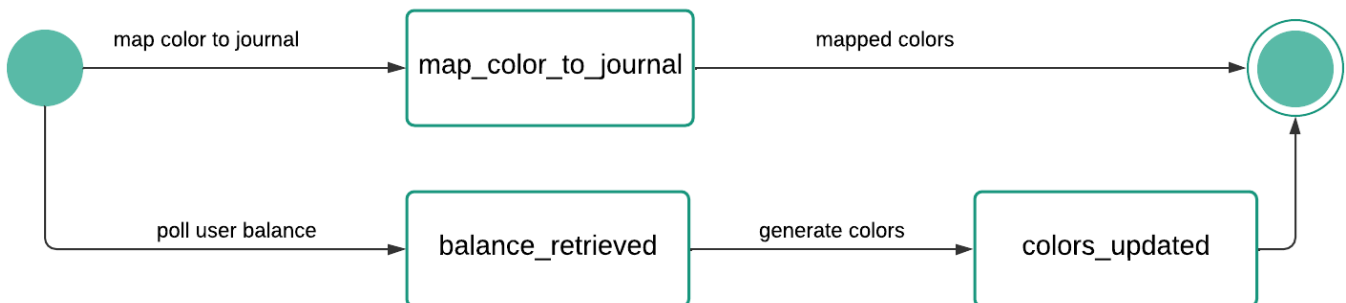 map color to journal
map_color_to_journal
mapped colors
poll user balance
balance_retrieved
generate colors
colors_updated